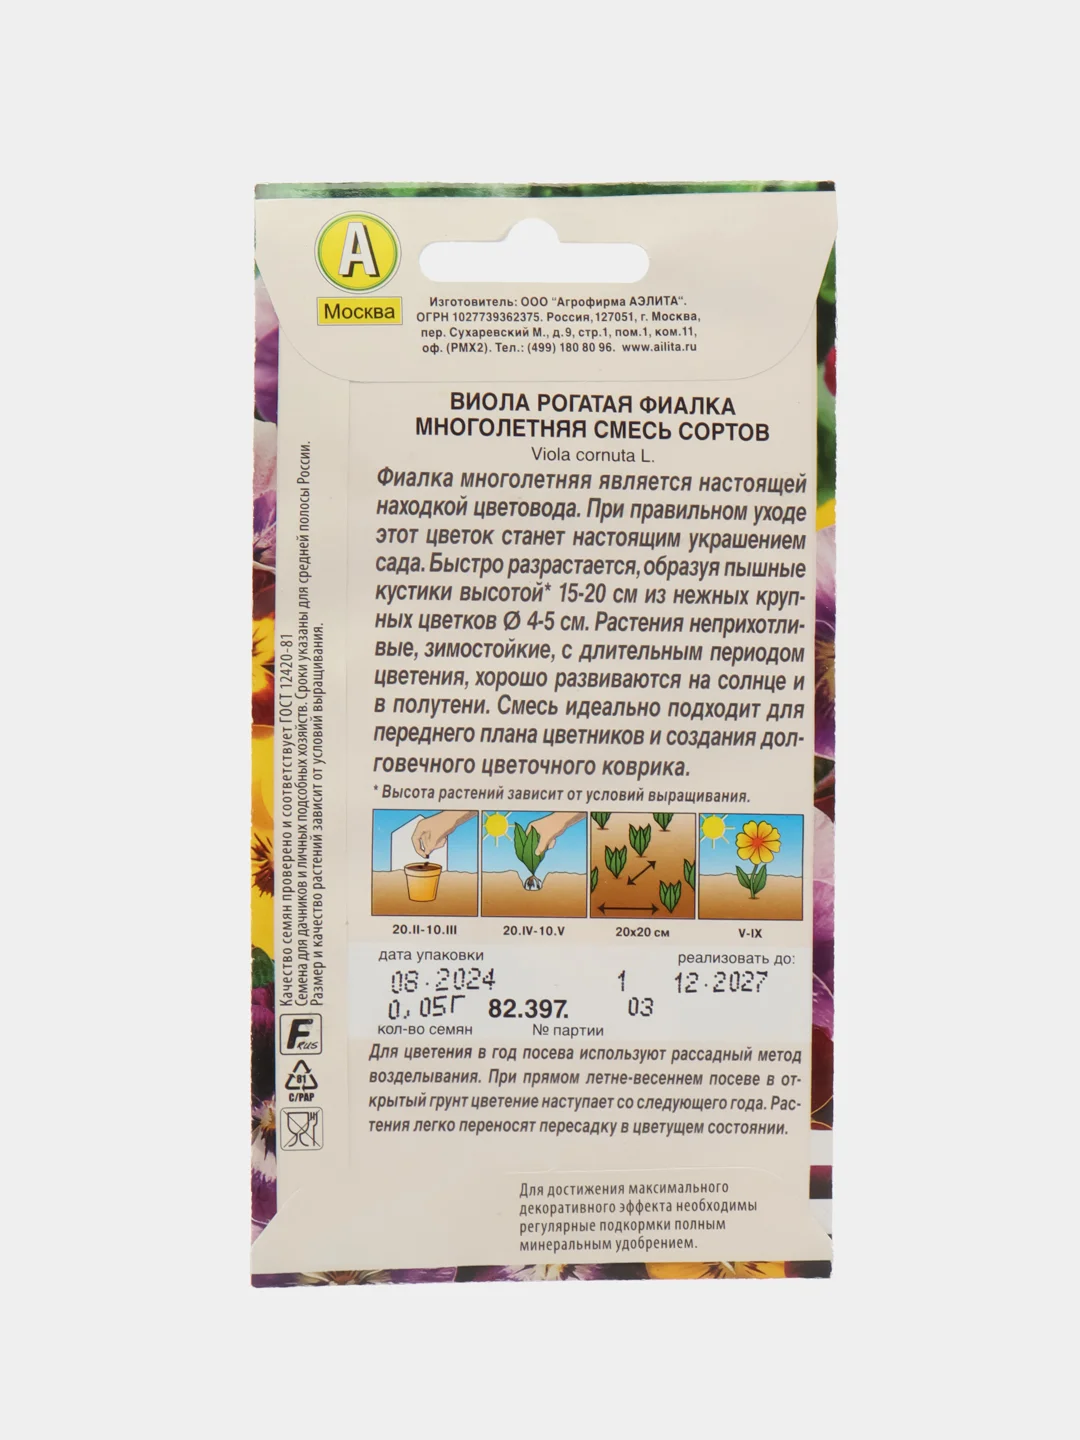 А
Москва
Изготовитель: ООО "Агрофирма АЭЛИТА".
ОГРН 1027739362375. Россия, 127051, г. Москва,
пер. Сухаревский М., д.9, стр.1, пом.1, ком.11,
оф. (РМХ2). Тел.: (499) 180 80 96. www.ailita.ru
ВИОЛА РОГАТАЯ ФИАЛКА
МНОГОЛЕТНЯЯ СМЕСЬ СОРТОВ
Viola cornuta L.
Фиалка многолетняя является настоящей
находкой цветовода. При правильном уходе
этот цветок станет настоящим украшением
сада. Быстро разрастается, образуя пышные
кустики высотой* 15-20 см из нежных круп-
ных цветков Ø 4-5 см. Растения неприхотли-
вые, зимостойкие, с длительным периодом
цветения, хорошо развиваются на солнце и
в полутени. Смесь идеально подходит для
переднего плана цветников и создания дол-
говечного цветочного коврика.
* Высота растений зависит от условий выращивания.
20.II-10.III
20.IV-10.V
20x20 см
V-IX
дата упаковки
реализовать до:
08.2024
1
12.2027
0,05Г
82.397.
03
кол-во семян
№ партии
Для цветения в год посева используют рассадный метод
возделывания. При прямом летне-весеннем посеве в от-
крытый грунт цветение наступает со следующего года. Рас-
тения легко переносят пересадку в цветущем состоянии.
Для достижения максимального
декоративного эффекта необходимы
регулярные подкормки полным
минеральным удобрением.
Качество семян проверено и соответствует ГОСТ 12420-81
Семена для дачников и личных подсобных хозяйств. Сроки указаны для средней полосы России.
Размер и качество растений зависит от условий выращивания.
F RUS
81
C/PAP